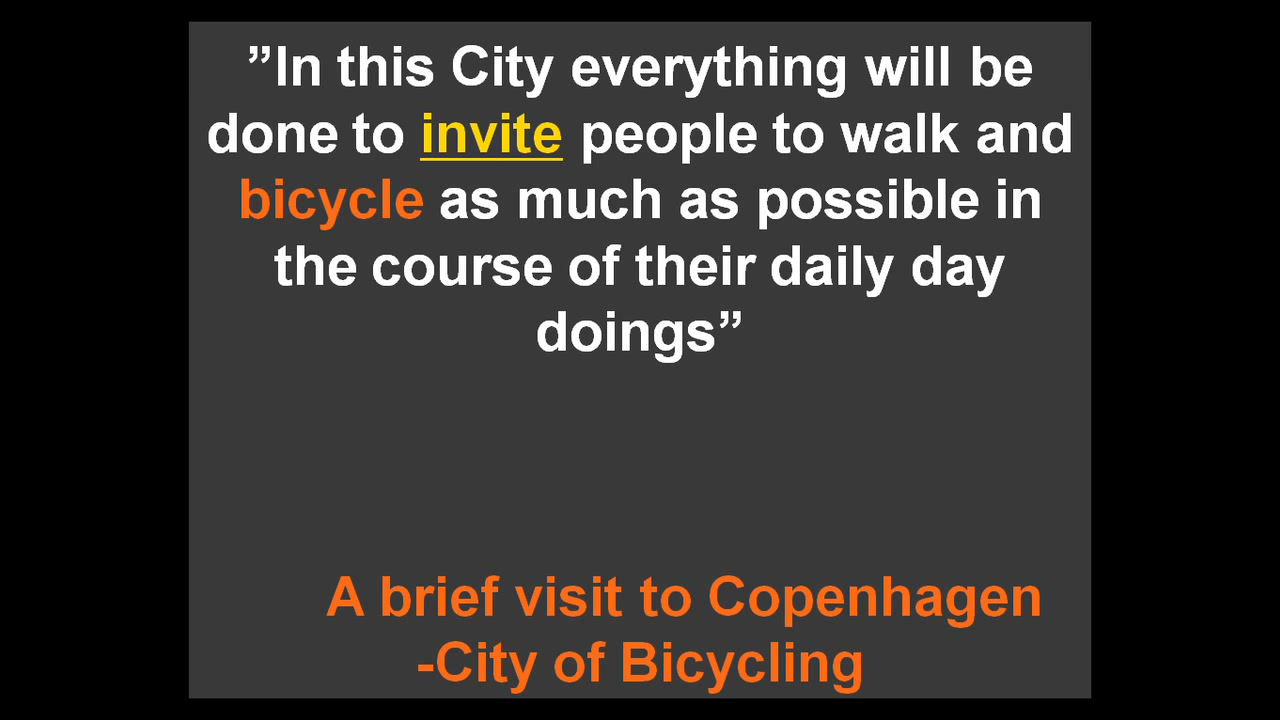 ”In this City everything will be
done to invite people to walk and
bicycle as much as possible in
the course of their daily day
doings”
A brief visit to Copenhagen
-City of Bicycling